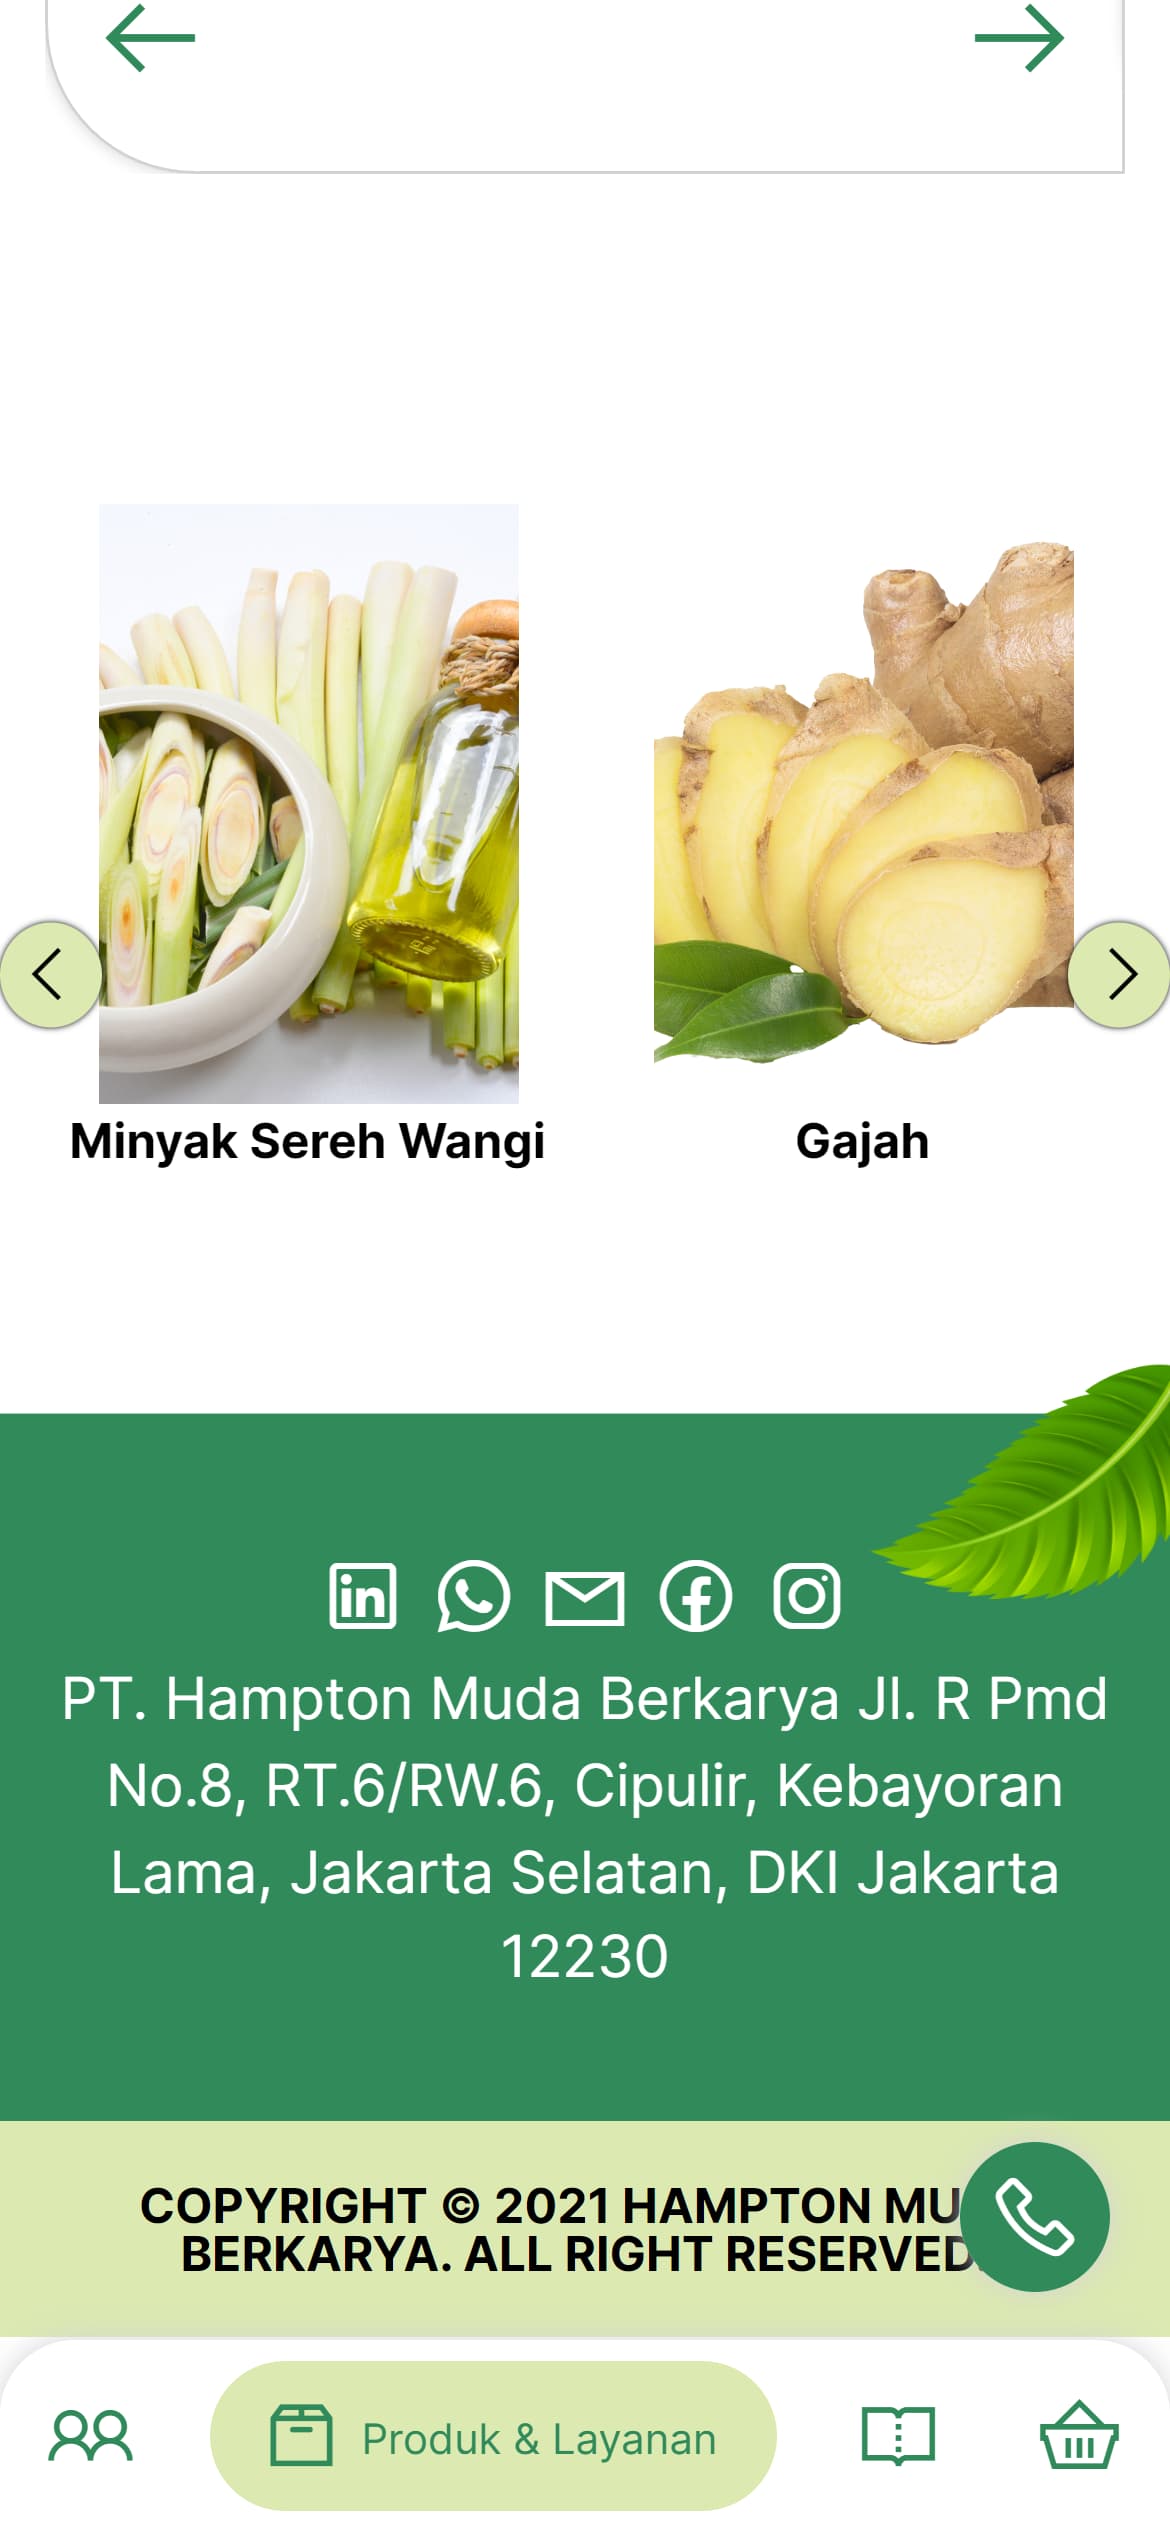 Minyak Sereh Wangi
Gajah
PT. Hampton Muda Berkarya Jl. R Pmd
No.8, RT.6/RW.6, Cipulir, Kebayoran
Lama, Jakarta Selatan, DKI Jakarta
12230
COPYRIGHT © 2021 HAMPTON MU
BERKARYA. ALL RIGHT RESERVED
Produk & Layanan